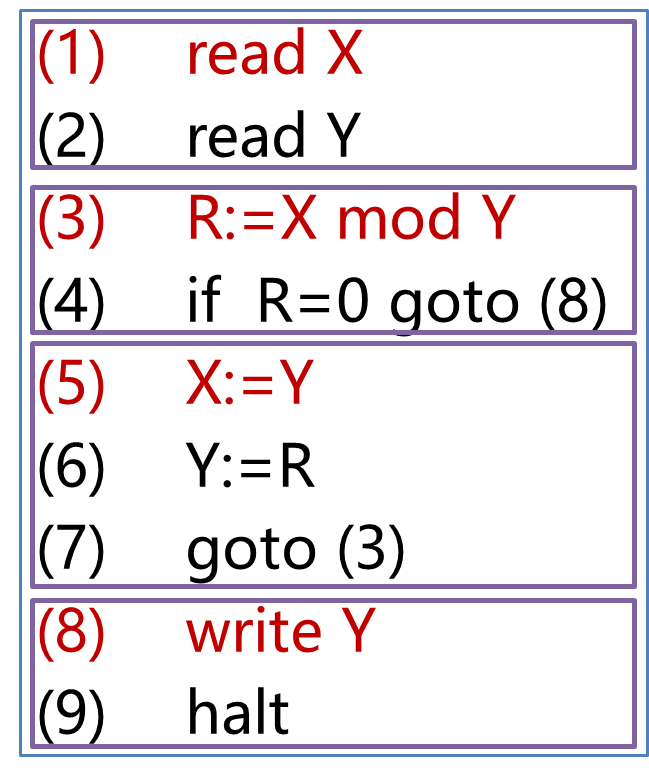 (1) read X
(2) read Y
(3) R:=X mod Y
(4) if R=0 goto (8)
(5) X:=Y
(6) Y:=R
(7) goto (3)
(8) write Y
(9) halt